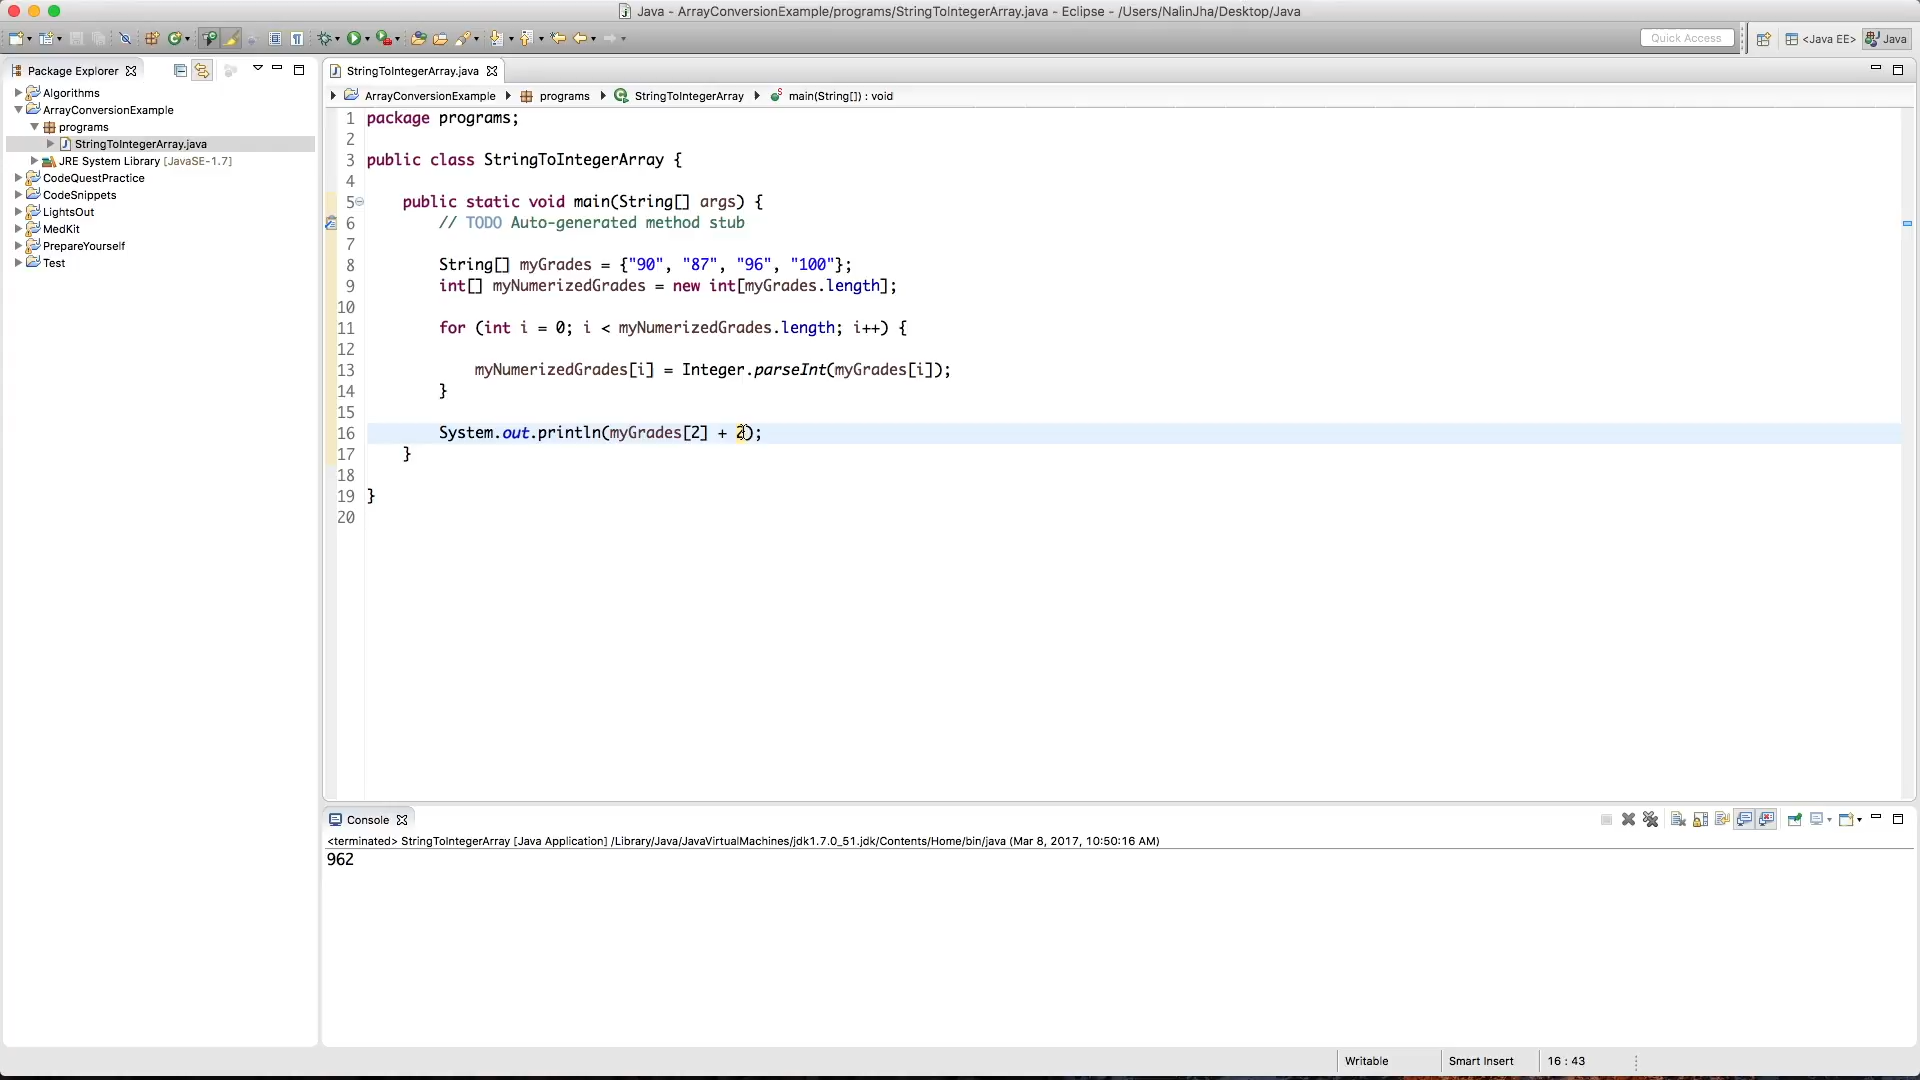 Java - ArrayConversionExample/programs/StringToIntegerArray.java - Eclipse - /Users/NalinJha/Desktop/Java
Quick Access
<Java EE>
Java
Package Explorer
Algorithms
ArrayConversionExample
programs
StringToIntegerArray.java
JRE System Library [JavaSE-1.7]
CodeQuestPractice
CodeSnippets
LightsOut
MedKit
PrepareYourself
Test
StringToIntegerArray.java
ArrayConversionExample programs StringToIntegerArray main(String[]) : void
1 package programs;
2
3 public class StringToIntegerArray {
4
5 public static void main(String[] args) {
6 // TODO Auto-generated method stub
7
8 String[] myGrades = {"90", "87", "96", "100"};
9 int[] myNumerizedGrades = new int[myGrades.length];
10
11 for (int i = 0; i < myNumerizedGrades.length; i++) {
12
13 myNumerizedGrades[i] = Integer.parseInt(myGrades[i]);
14 }
15
16 System.out.println(myGrades[2] + 2);
17 }
18
19 }
20
Console
<terminated> StringToIntegerArray [Java Application] /Library/Java/JavaVirtualMachines/jdk1.7.0_51.jdk/Contents/Home/bin/java (Mar 8, 2017, 10:50:16 AM)
962
Writable
Smart Insert
16 : 43